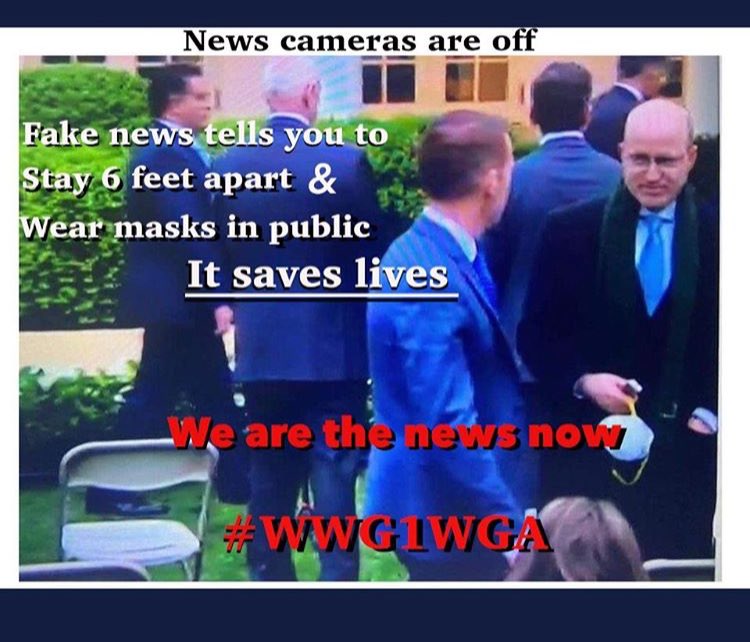 News cameras are off
Fake news tells you to
Stay 6 feet apart &
Wear masks in public
It saves lives
We are the news now
#WWG1WGA